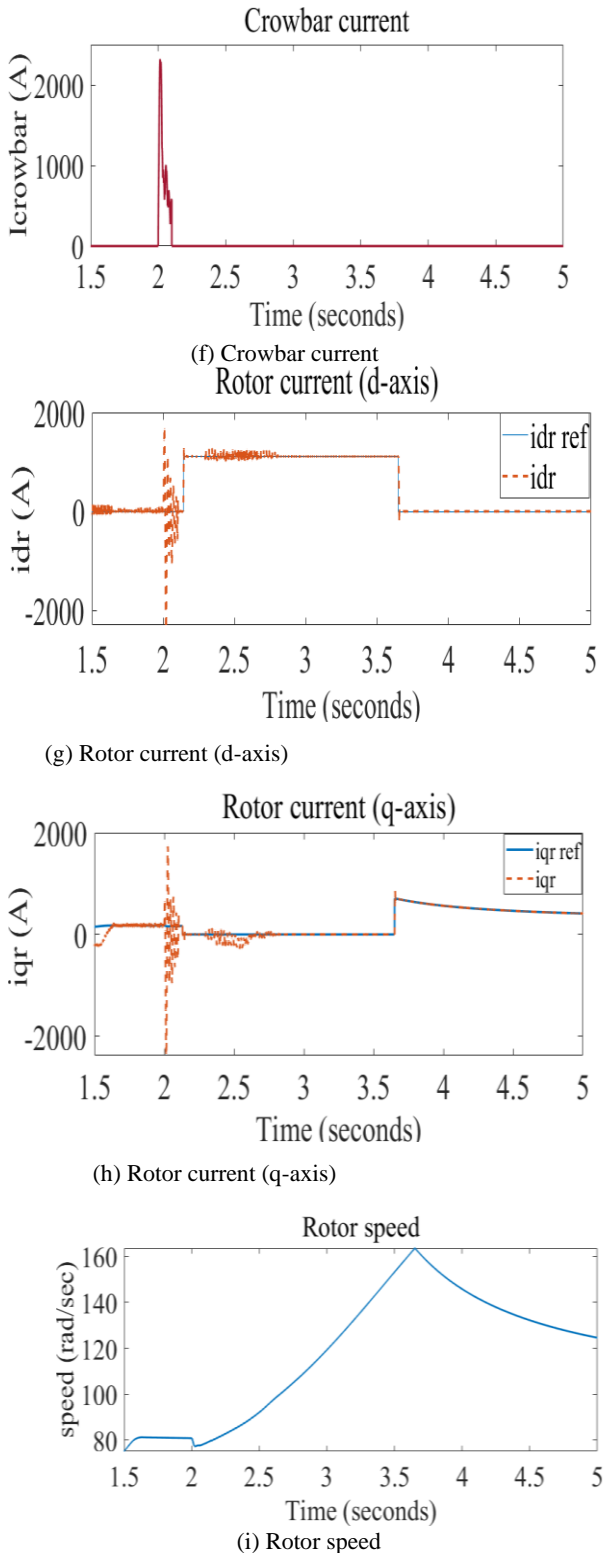 Crowbar current
Icrowbar (A)
2000
1000
0
1.5 2 2.5 3 3.5 4 4.5 5
Time (seconds)
(f) Crowbar current
Rotor current (d-axis)
idr (A)
2000
0
-2000
idr ref
idr
1.5 2 2.5 3 3.5 4 4.5 5
Time (seconds)
(g) Rotor current (d-axis)
Rotor current (q-axis)
iqr (A)
2000
0
-2000
iqr ref
iqr
1.5 2 2.5 3 3.5 4 4.5 5
Time (seconds)
(h) Rotor current (q-axis)
Rotor speed
speed (rad/sec)
160
140
120
100
80
1.5 2 2.5 3 3.5 4 4.5 5
Time (seconds)
(i) Rotor speed